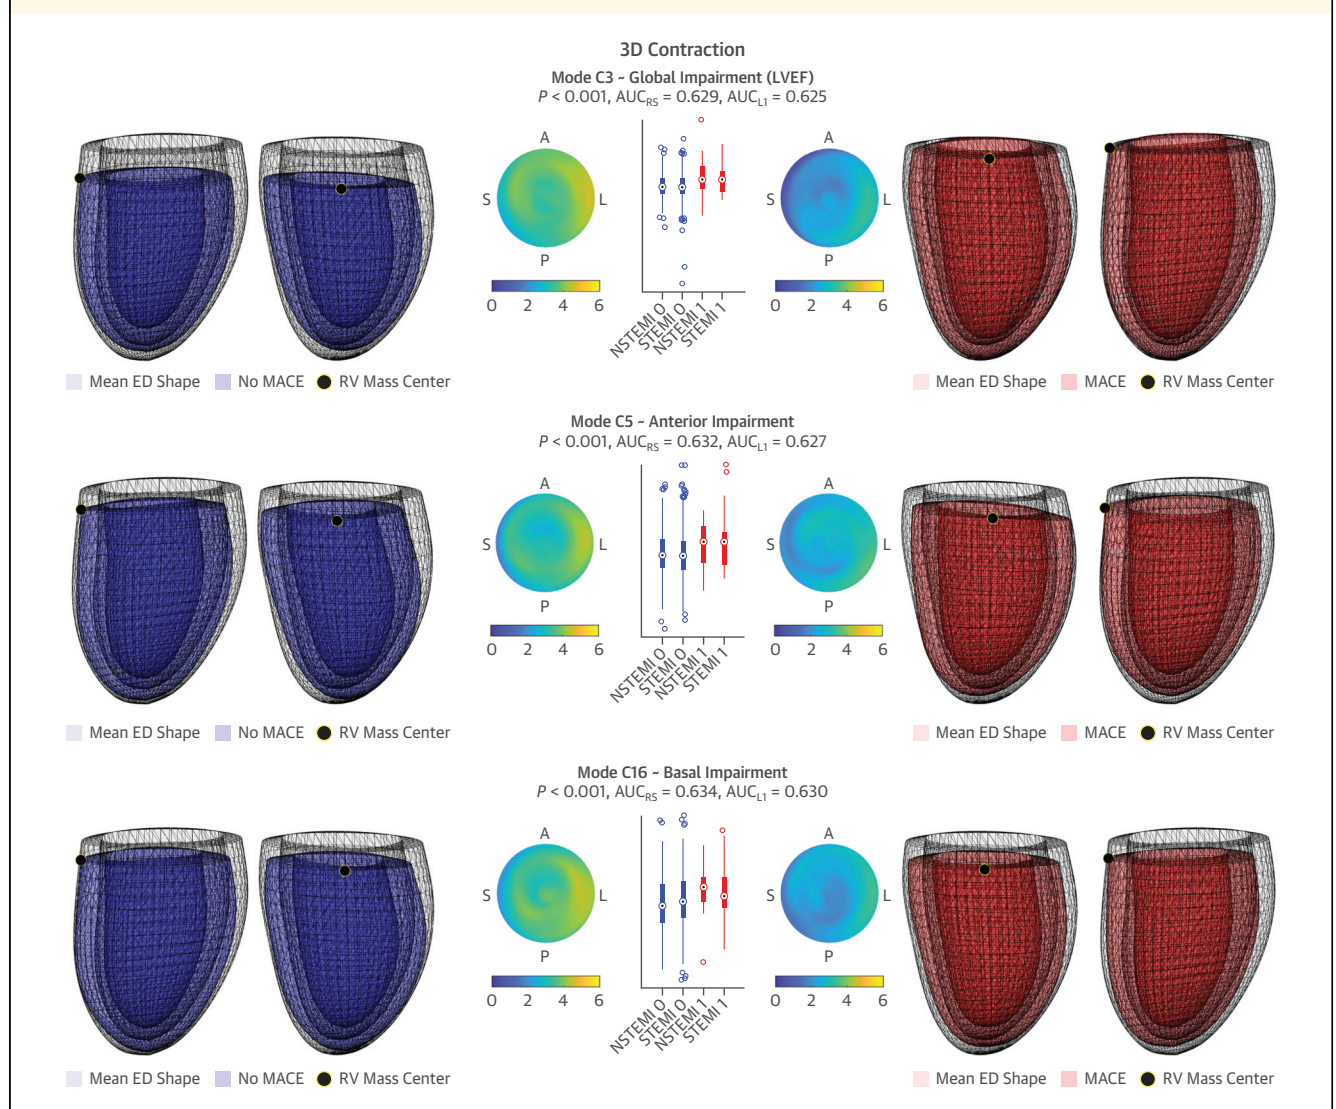 3D Contraction
Mode C3 ~ Global Impairment (LVEF)
P < 0.001, AUCRS = 0.629, AUCL1 = 0.625
A
A
S
L
S
L
P
P
0 2 4 6
0 2 4 6
NSTEMI 0
STEMI 0
NSTEMI 1
STEMI 1
Mean ED Shape No MACE RV Mass Center
Mean ED Shape MACE RV Mass Center
Mode C5 ~ Anterior Impairment
P < 0.001, AUCRS = 0.632, AUCL1 = 0.627
A
A
S
L
S
L
P
P
0 2 4 6
0 2 4 6
NSTEMI 0
STEMI 0
NSTEMI 1
STEMI 1
Mean ED Shape No MACE RV Mass Center
Mean ED Shape MACE RV Mass Center
Mode C16 ~ Basal Impairment
P < 0.001, AUCRS = 0.634, AUCL1 = 0.630
A
A
S
L
S
L
P
P
0 2 4 6
0 2 4 6
NSTEMI 0
STEMI 0
NSTEMI 1
STEMI 1
Mean ED Shape No MACE RV Mass Center
Mean ED Shape MACE RV Mass Center